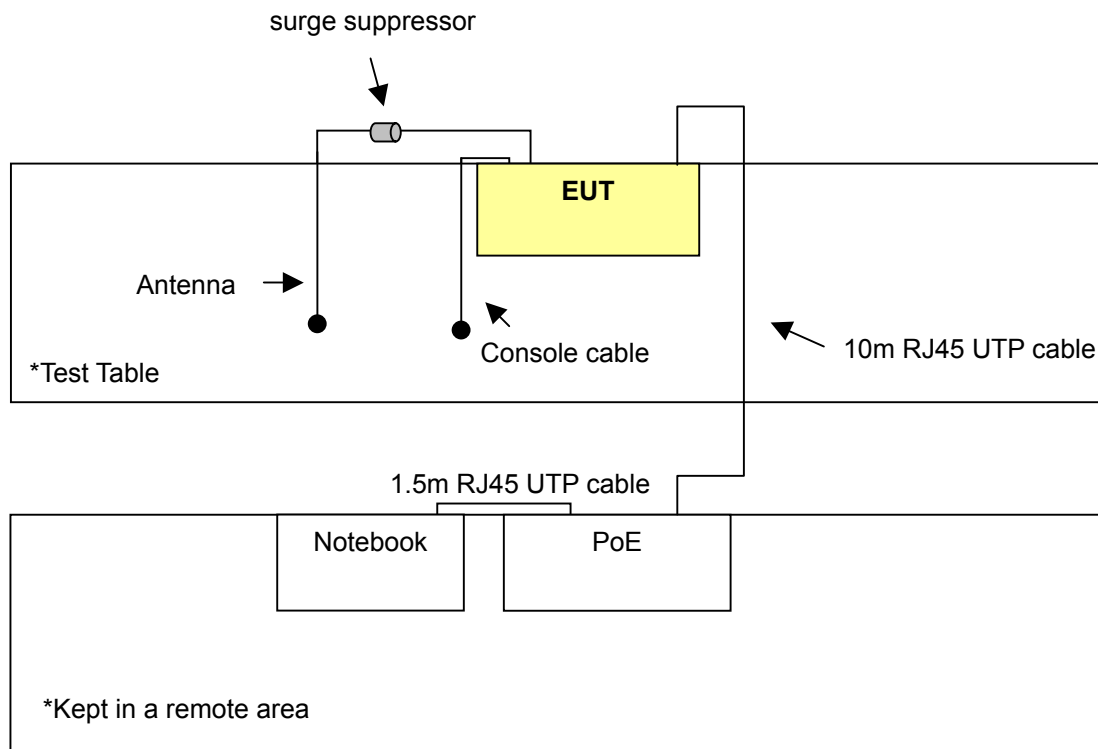 surge suppressor
EUT
Antenna
Console cable
10m RJ45 UTP cable
*Test Table
1.5m RJ45 UTP cable
Notebook
PoE
*Kept in a remote area